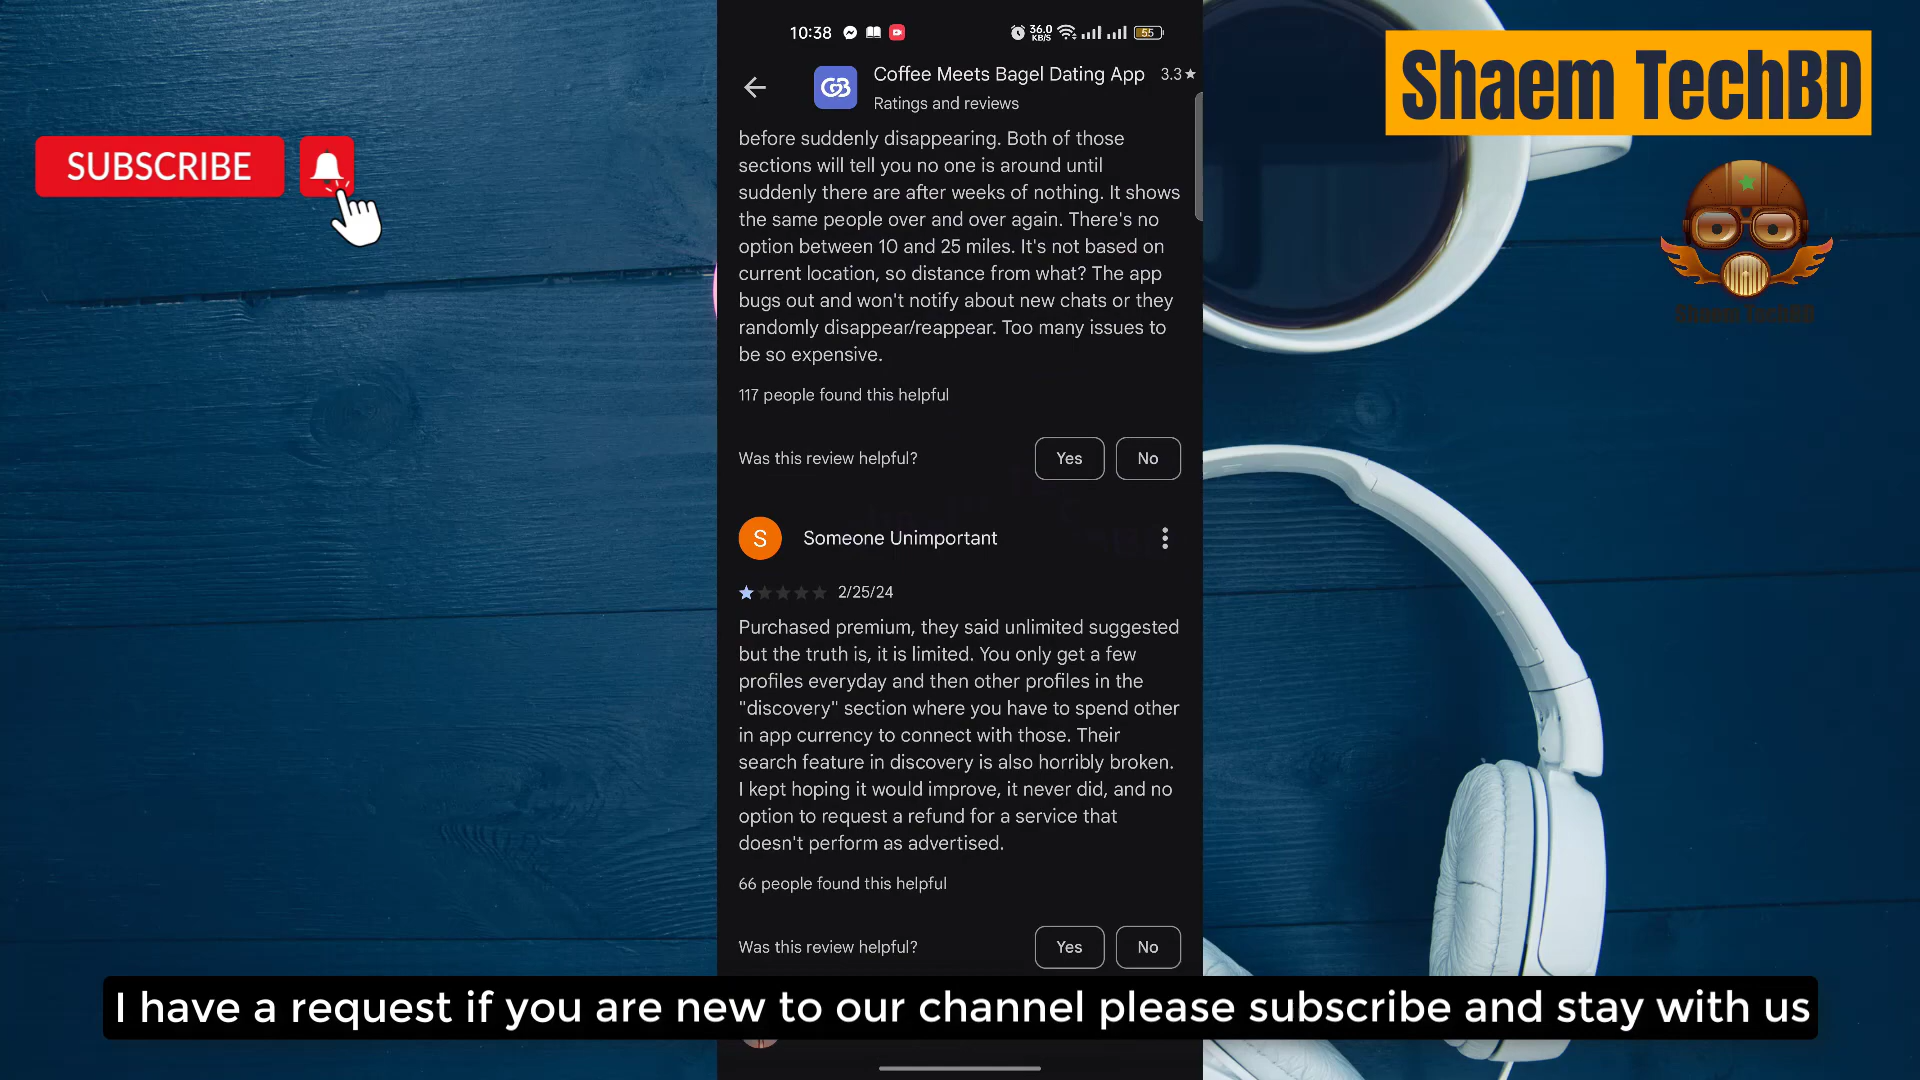 SUBSCRIBE
10:38
36.0
KB/S
55
Coffee Meets Bagel Dating App 3.3★
Ratings and reviews
before suddenly disappearing. Both of those
sections will tell you no one is around until
suddenly there are after weeks of nothing. It shows
the same people over and over again. There's no
option between 10 and 25 miles. It's not based on
current location, so distance from what? The app
bugs out and won't notify about new chats or they
randomly disappear/reappear. Too many issues to
be so expensive.
117 people found this helpful
Was this review helpful? Yes No
S Someone Unimportant
2/25/24
Purchased premium, they said unlimited suggested
but the truth is, it is limited. You only get a few
profiles everyday and then other profiles in the
"discovery" section where you have to spend other
in app currency to connect with those. Their
search feature in discovery is also horribly broken.
I kept hoping it would improve, it never did, and no
option to request a refund for a service that
doesn't perform as advertised.
66 people found this helpful
Was this review helpful? Yes No
I have a request if you are new to our channel please subscribe and stay with us
Shaem TechBD
Shaem TechBD